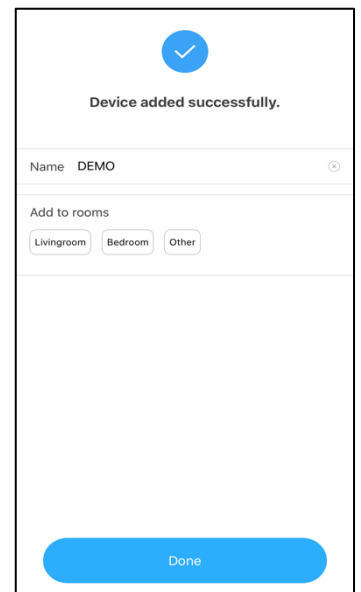 Device added successfully.
Name DEMO
Add to rooms
Livingroom Bedroom Other
Done